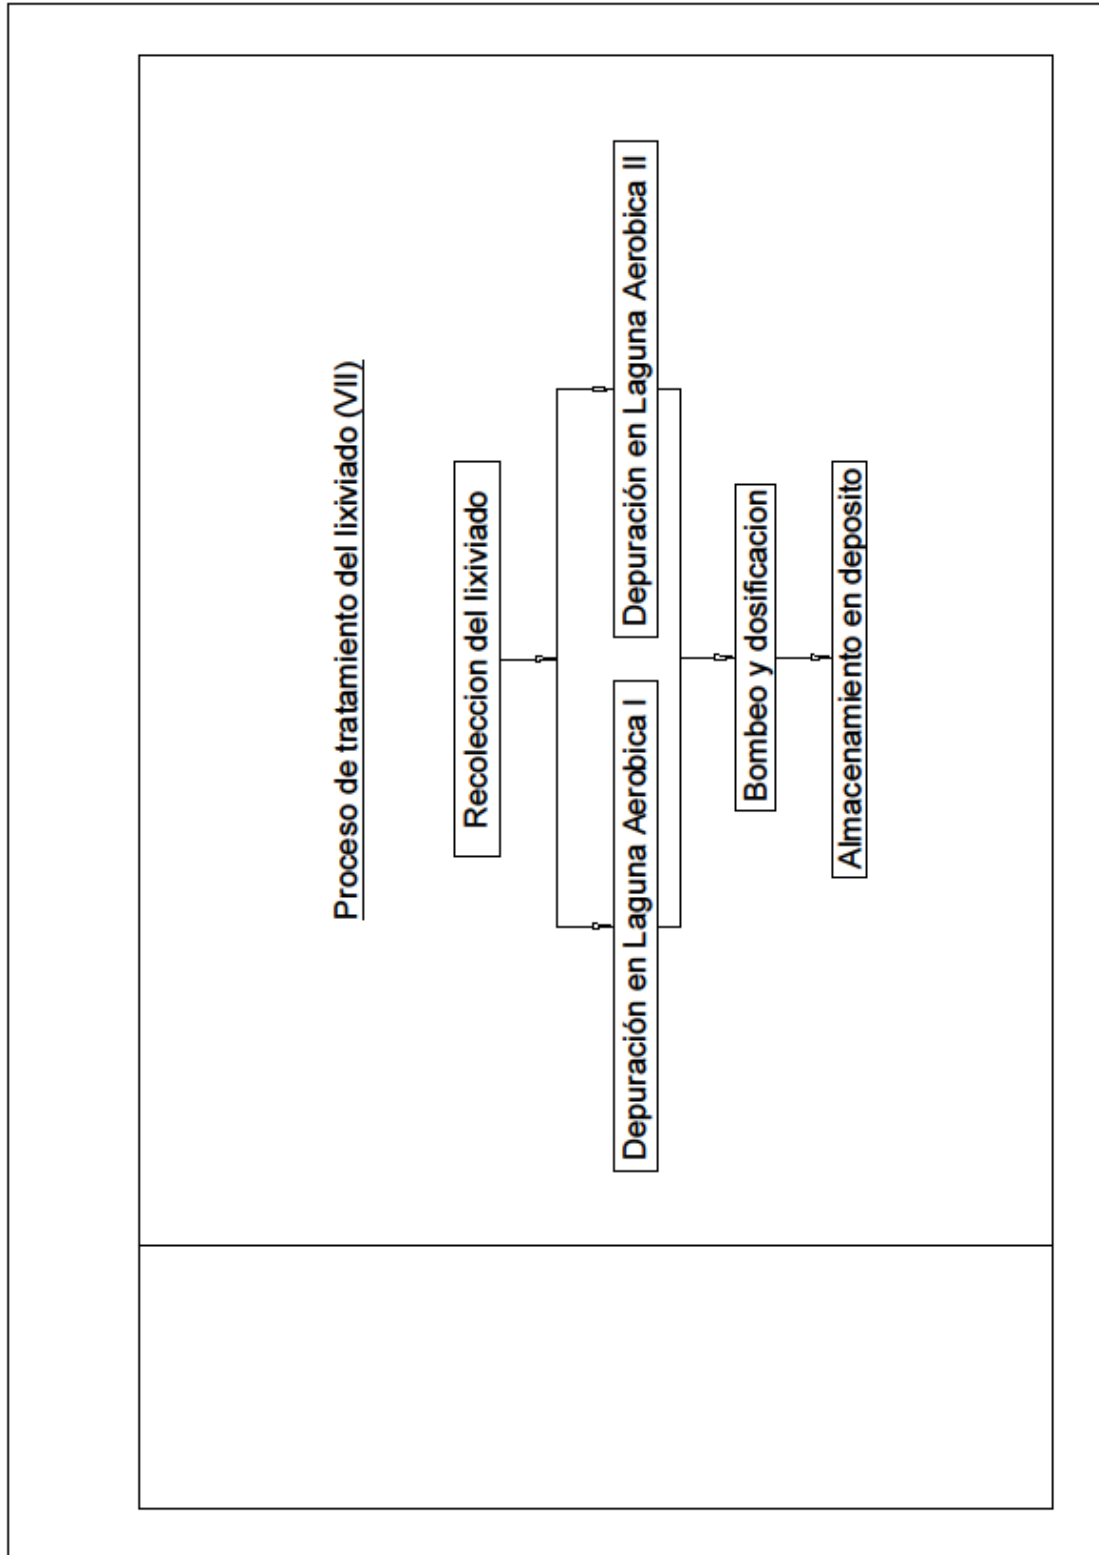 Proceso de tratamiento del lixiviado (VII)
Recoleccion del lixiviado
Depuración en Laguna Aerobica I
Depuración en Laguna Aerobica II
Bombeo y dosificacion
Almacenamiento en deposito